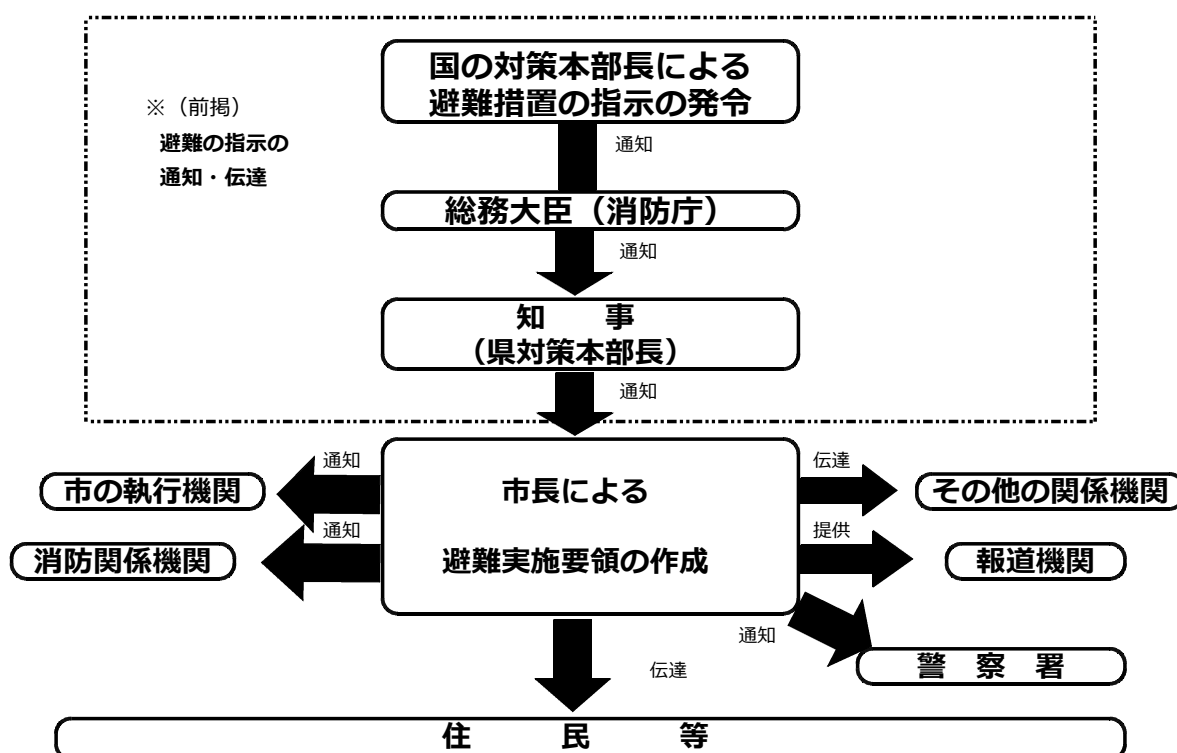 国の対策本部長による
避難措置の指示の発令
※（前掲）
避難の指示の
通知・伝達
通知
総務大臣（消防庁）
通知
知　事
（県対策本部長）
通知
通知
市の執行機関
市長による
伝達
その他の関係機関
通知
消防関係機関
避難実施要領の作成
提供
報道機関
通知
警　察　署
伝達
住　　民　　等